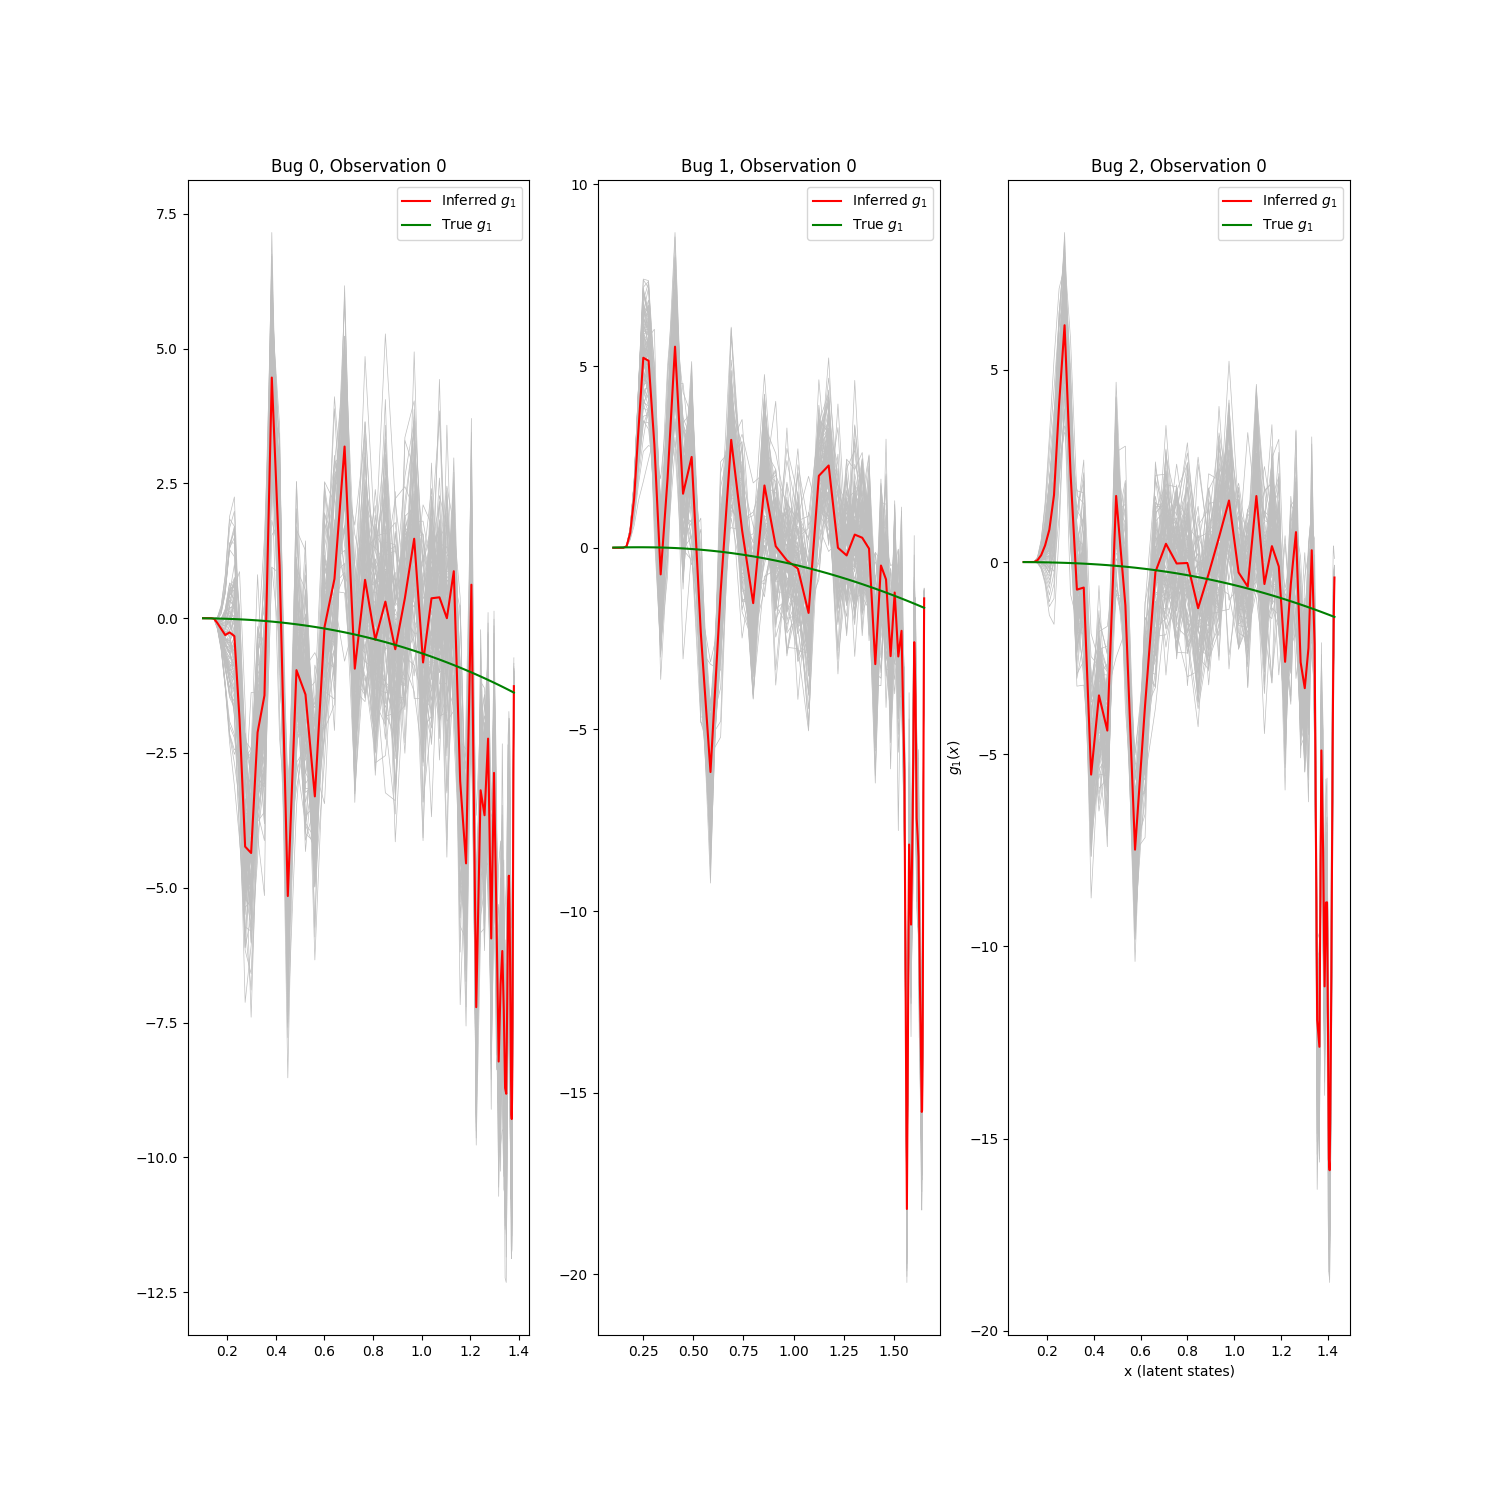 Bug 0, Observation 0
Inferred g₁
True g₁
7.5
5.0
2.5
0.0
−2.5
−5.0
−7.5
−10.0
−12.5
0.2 0.4 0.6 0.8 1.0 1.2 1.4
Bug 1, Observation 0
Inferred g₁
True g₁
10
5
0
−5
−10
−15
−20
0.25 0.50 0.75 1.00 1.25 1.50
Bug 2, Observation 0
Inferred g₁
True g₁
g₁(x)
5
0
−5
−10
−15
−20
0.2 0.4 0.6 0.8 1.0 1.2 1.4
x (latent states)